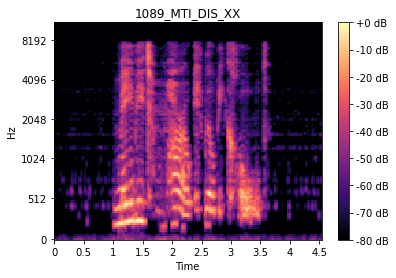 1089_MTI_DIS_XX
+0 dB
8192
-10 dB
4096
-20 dB
-30 dB
2048
Hz
-40 dB
1024
-50 dB
512
-60 dB
-70 dB
0
-80 dB
0 0.5 1 1.5 2 2.5 3 3.5 4 4.5
Time